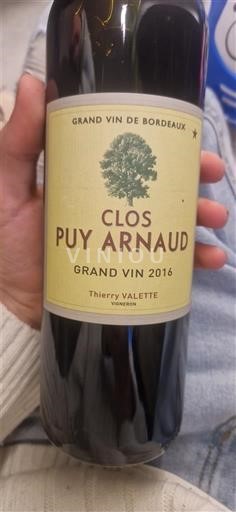 GRAND VIN DE BORDEAUX
CLOS
PUY ARNAUD
VINIOU
GRAND VIN 2016
Thierry VALETTE
VIGNERON